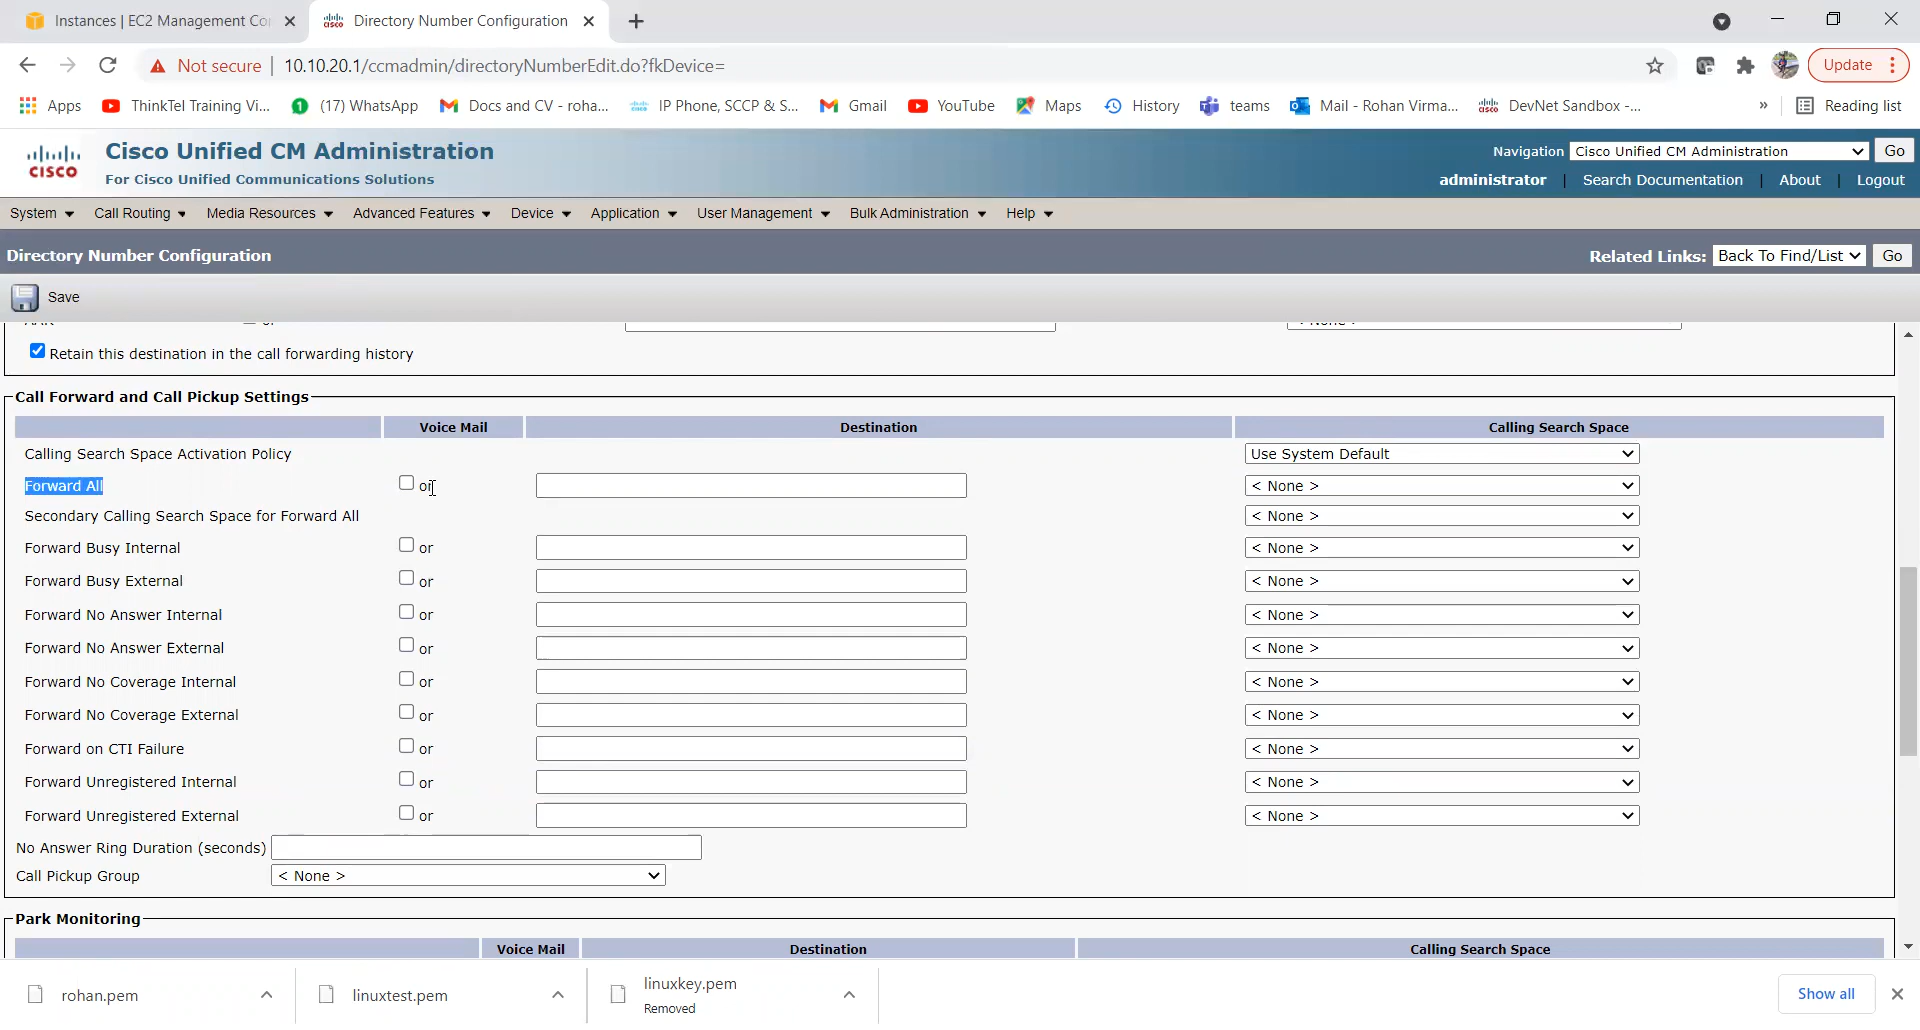 Instances | EC2 Management Co
Directory Number Configuration
Not secure | 10.10.20.1/ccmadmin/directoryNumberEdit.do?fkDevice=
Update
Apps
ThinkTel Training Vi...
(17) WhatsApp
Docs and CV - roha...
IP Phone, SCCP & S...
Gmail
YouTube
Maps
History
teams
Mail - Rohan Virma...
DevNet Sandbox -...
»
Reading list
CISCO
Cisco Unified CM Administration
For Cisco Unified Communications Solutions
Navigation Cisco Unified CM Administration Go
administrator | Search Documentation | About | Logout
System Call Routing Media Resources Advanced Features Device Application User Management Bulk Administration Help
Directory Number Configuration
Related Links: Back To Find/List Go
Save
Retain this destination in the call forwarding history
Call Forward and Call Pickup Settings
Voice Mail Destination Calling Search Space
Calling Search Space Activation Policy Use System Default
Forward All or < None >
Secondary Calling Search Space for Forward All < None >
Forward Busy Internal or < None >
Forward Busy External or < None >
Forward No Answer Internal or < None >
Forward No Answer External or < None >
Forward No Coverage Internal or < None >
Forward No Coverage External or < None >
Forward on CTI Failure or < None >
Forward Unregistered Internal or < None >
Forward Unregistered External or < None >
No Answer Ring Duration (seconds)
Call Pickup Group < None >
Park Monitoring
Voice Mail Destination Calling Search Space
rohan.pem
linuxtest.pem
linuxkey.pem
Removed
Show all